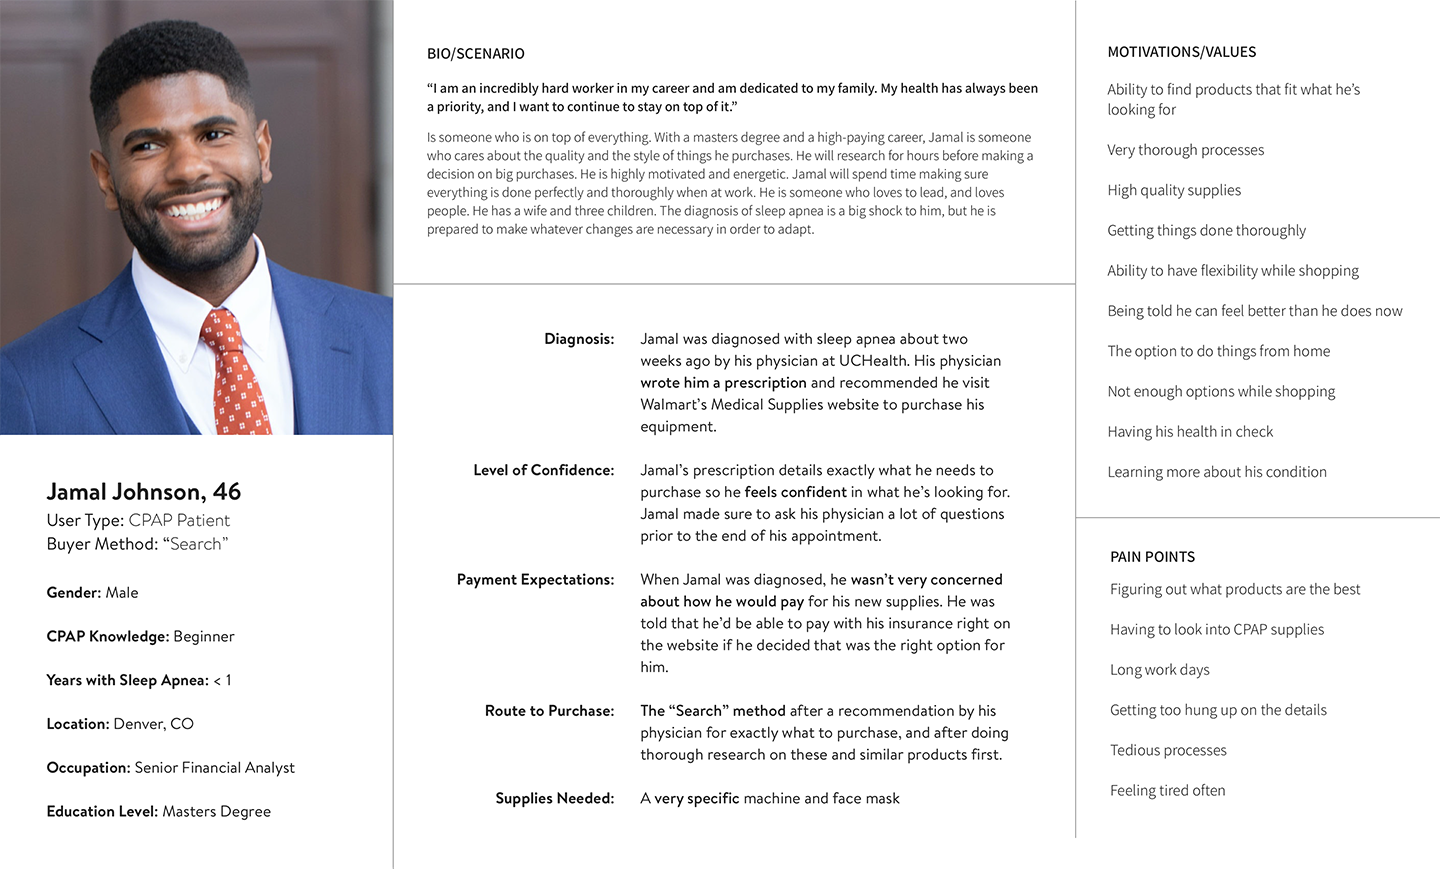 Jamal Johnson, 46
User Type: CPAP Patient
Buyer Method: “Search”
Gender: Male
CPAP Knowledge: Beginner
Years with Sleep Apnea: < 1
Location: Denver, CO
Occupation: Senior Financial Analyst
Education Level: Masters Degree
BIO/SCENARIO
“I am an incredibly hard worker in my career and am dedicated to my family. My health has always been
a priority, and I want to continue to stay on top of it.”
Is someone who is on top of everything. With a masters degree and a high-paying career, Jamal is someone
who cares about the quality and the style of things he purchases. He will research for hours before making a
decision on big purchases. He is highly motivated and energetic. Jamal will spend time making sure
everything is done perfectly and thoroughly when at work. He is someone who loves to lead, and loves
people. He has a wife and three children. The diagnosis of sleep apnea is a big shock to him, but he is
prepared to make whatever changes are necessary in order to adapt.
Diagnosis: Jamal was diagnosed with sleep apnea about two
weeks ago by his physician at UCHealth. His physician
wrote him a prescription and recommended he visit
Walmart’s Medical Supplies website to purchase his
equipment.
Level of Confidence: Jamal’s prescription details exactly what he needs to
purchase so he feels confident in what he’s looking for.
Jamal made sure to ask his physician a lot of questions
prior to the end of his appointment.
Payment Expectations: When Jamal was diagnosed, he wasn’t very concerned
about how he would pay for his new supplies. He was
told that he’d be able to pay with his insurance right on
the website if he decided that was the right option for
him.
Route to Purchase: The “Search” method after a recommendation by his
physician for exactly what to purchase, and after doing
thorough research on these and similar products first.
Supplies Needed: A very specific machine and face mask
MOTIVATIONS/VALUES
Ability to find products that fit what he’s
looking for
Very thorough processes
High quality supplies
Getting things done thoroughly
Ability to have flexibility while shopping
Being told he can feel better than he does now
The option to do things from home
Not enough options while shopping
Having his health in check
Learning more about his condition
PAIN POINTS
Figuring out what products are the best
Having to look into CPAP supplies
Long work days
Getting too hung up on the details
Tedious processes
Feeling tired often